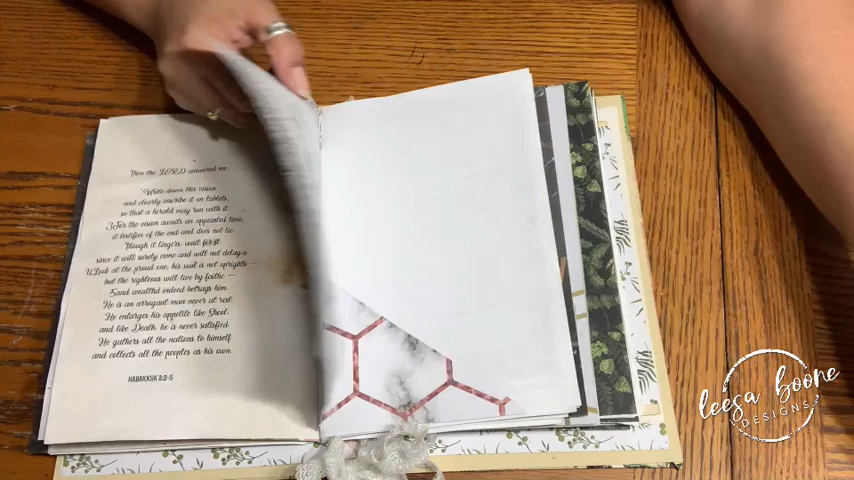 Then the LORD answered me.
"Write down this vision
and clearly inscribe it on tablets,
so that a herald may run with it.
3For the vision awaits an appointed time;
it testifies of the end and does not lie.
Though it lingers, wait for it,
since it will surely come and will not delay.a
4Look at the proud one; his soul is not uprightb —
but the righteous will live by faithc —
5and wealthd indeed betrays him.
He is an arrogant man never at rest.
He enlarges his appetite like Sheol,
and like Death, he is never satisfied.
He gathers all the nations to himself
and collects all the peoples as his own.
HABAKKUK 2:2-5
leesa boone
DESIGNS